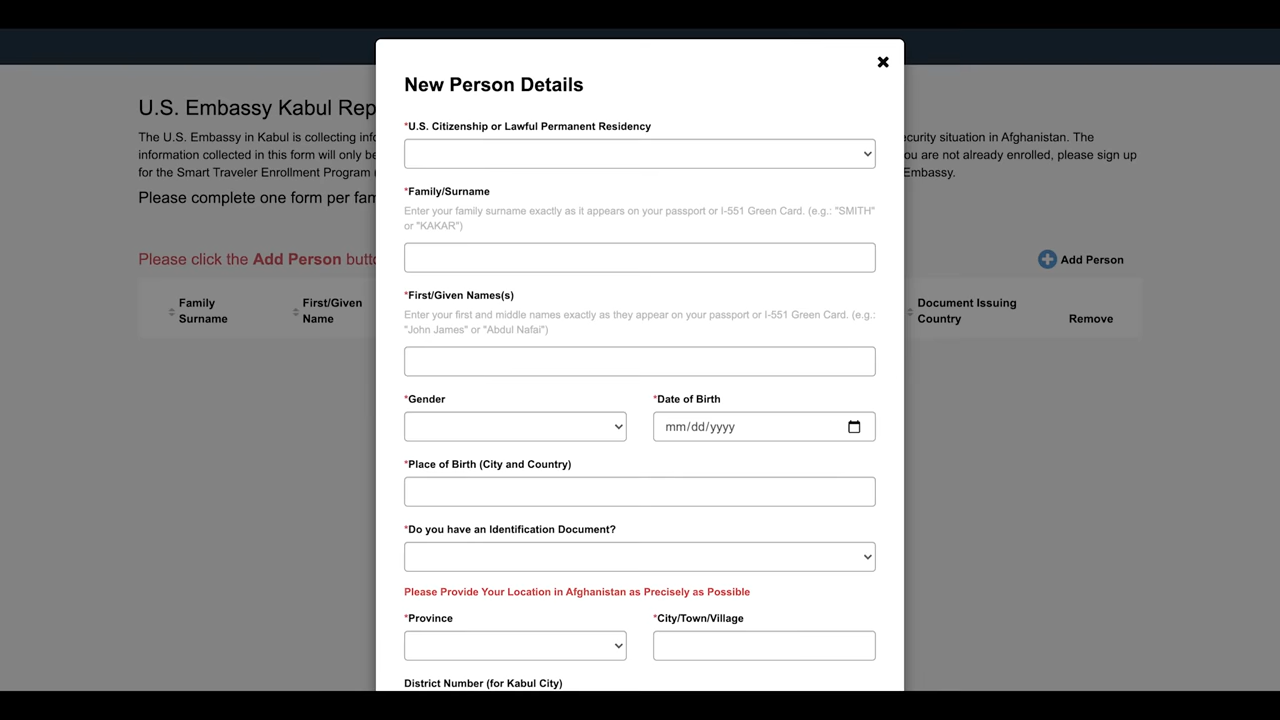 New Person Details
*U.S. Citizenship or Lawful Permanent Residency
*Family/Surname
Enter your family surname exactly as it appears on your passport or I-551 Green Card. (e.g.: "SMITH"
or "KAKAR")
*First/Given Names(s)
Enter your first and middle names exactly as they appear on your passport or I-551 Green Card. (e.g.:
"John James" or "Abdul Nafai")
*Gender
*Date of Birth
mm/dd/yyyy
*Place of Birth (City and Country)
*Do you have an Identification Document?
Please Provide Your Location in Afghanistan as Precisely as Possible
*Province
*City/Town/Village
District Number (for Kabul City)
U.S. Embassy Kabul Rep
The U.S. Embassy in Kabul is collecting
information collected in this form will only be
for the Smart Traveler Enrollment Program
Please complete one form per
Please click the Add Person
security situation in Afghanistan. The
you are not already enrolled, please sign up
Embassy.
Add Person
Family
Surname
First/Given
Name
Document Issuing
Country
Remove